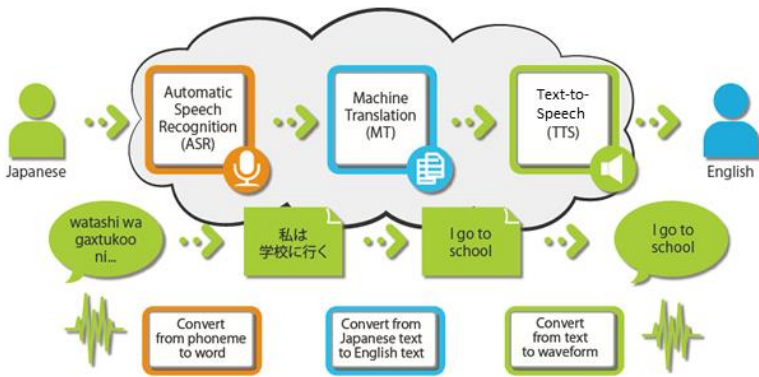 Automatic
Speech
Recognition
(ASR)
Machine
Translation
(MT)
Text-to-
Speech
(TTS)
Japanese
English
watashi wa
gaxtukoo
ni...
私は
学校に行く
I go to
school
I go to
school
Convert
from phoneme
to word
Convert from
Japanese text
to English text
Convert
from text
to waveform